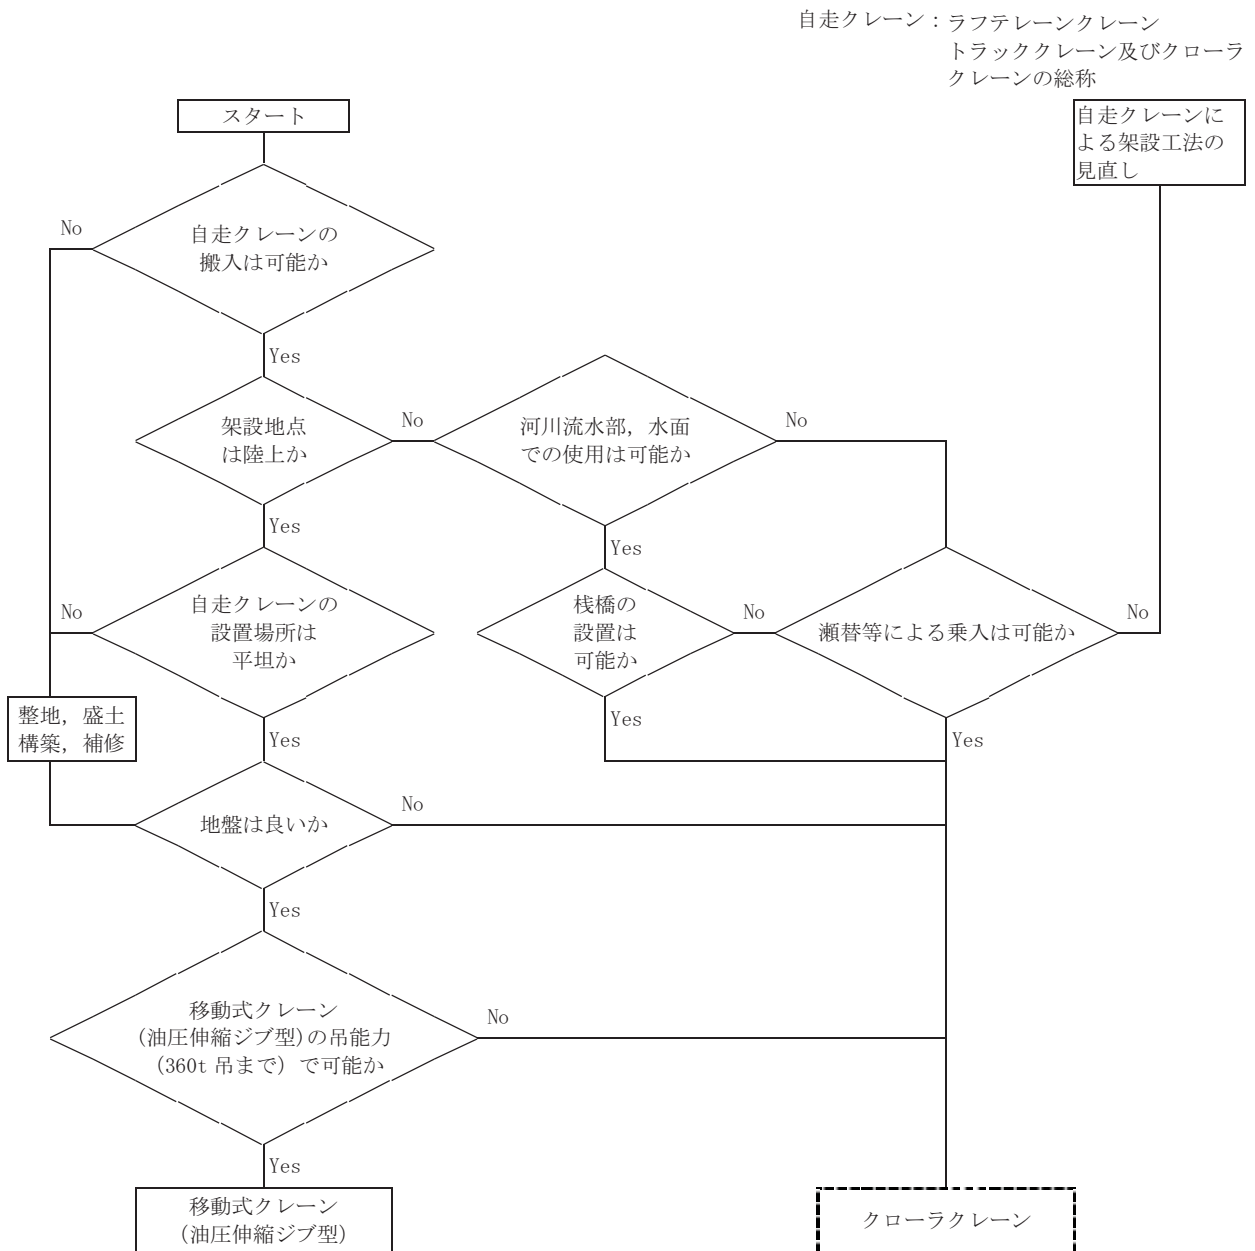 自走クレーン：ラフテレーンクレーン
トラッククレーン及びクローラ
クレーンの総称
スタート
自走クレーンに
よる架設工法の
見直し
No
自走クレーンの
搬入は可能か
Yes
架設地点
は陸上か
No
河川流水部，水面
での使用は可能か
No
Yes
Yes
No
自走クレーンの
設置場所は
平坦か
桟橋の
設置は
可能か
No
瀬替等による乗入は可能か
No
整地，盛土
構築，補修
Yes
Yes
Yes
地盤は良いか
No
Yes
移動式クレーン
（油圧伸縮ジブ型）の吊能力
（360t 吊まで）で可能か
No
Yes
移動式クレーン
（油圧伸縮ジブ型）
クローラクレーン